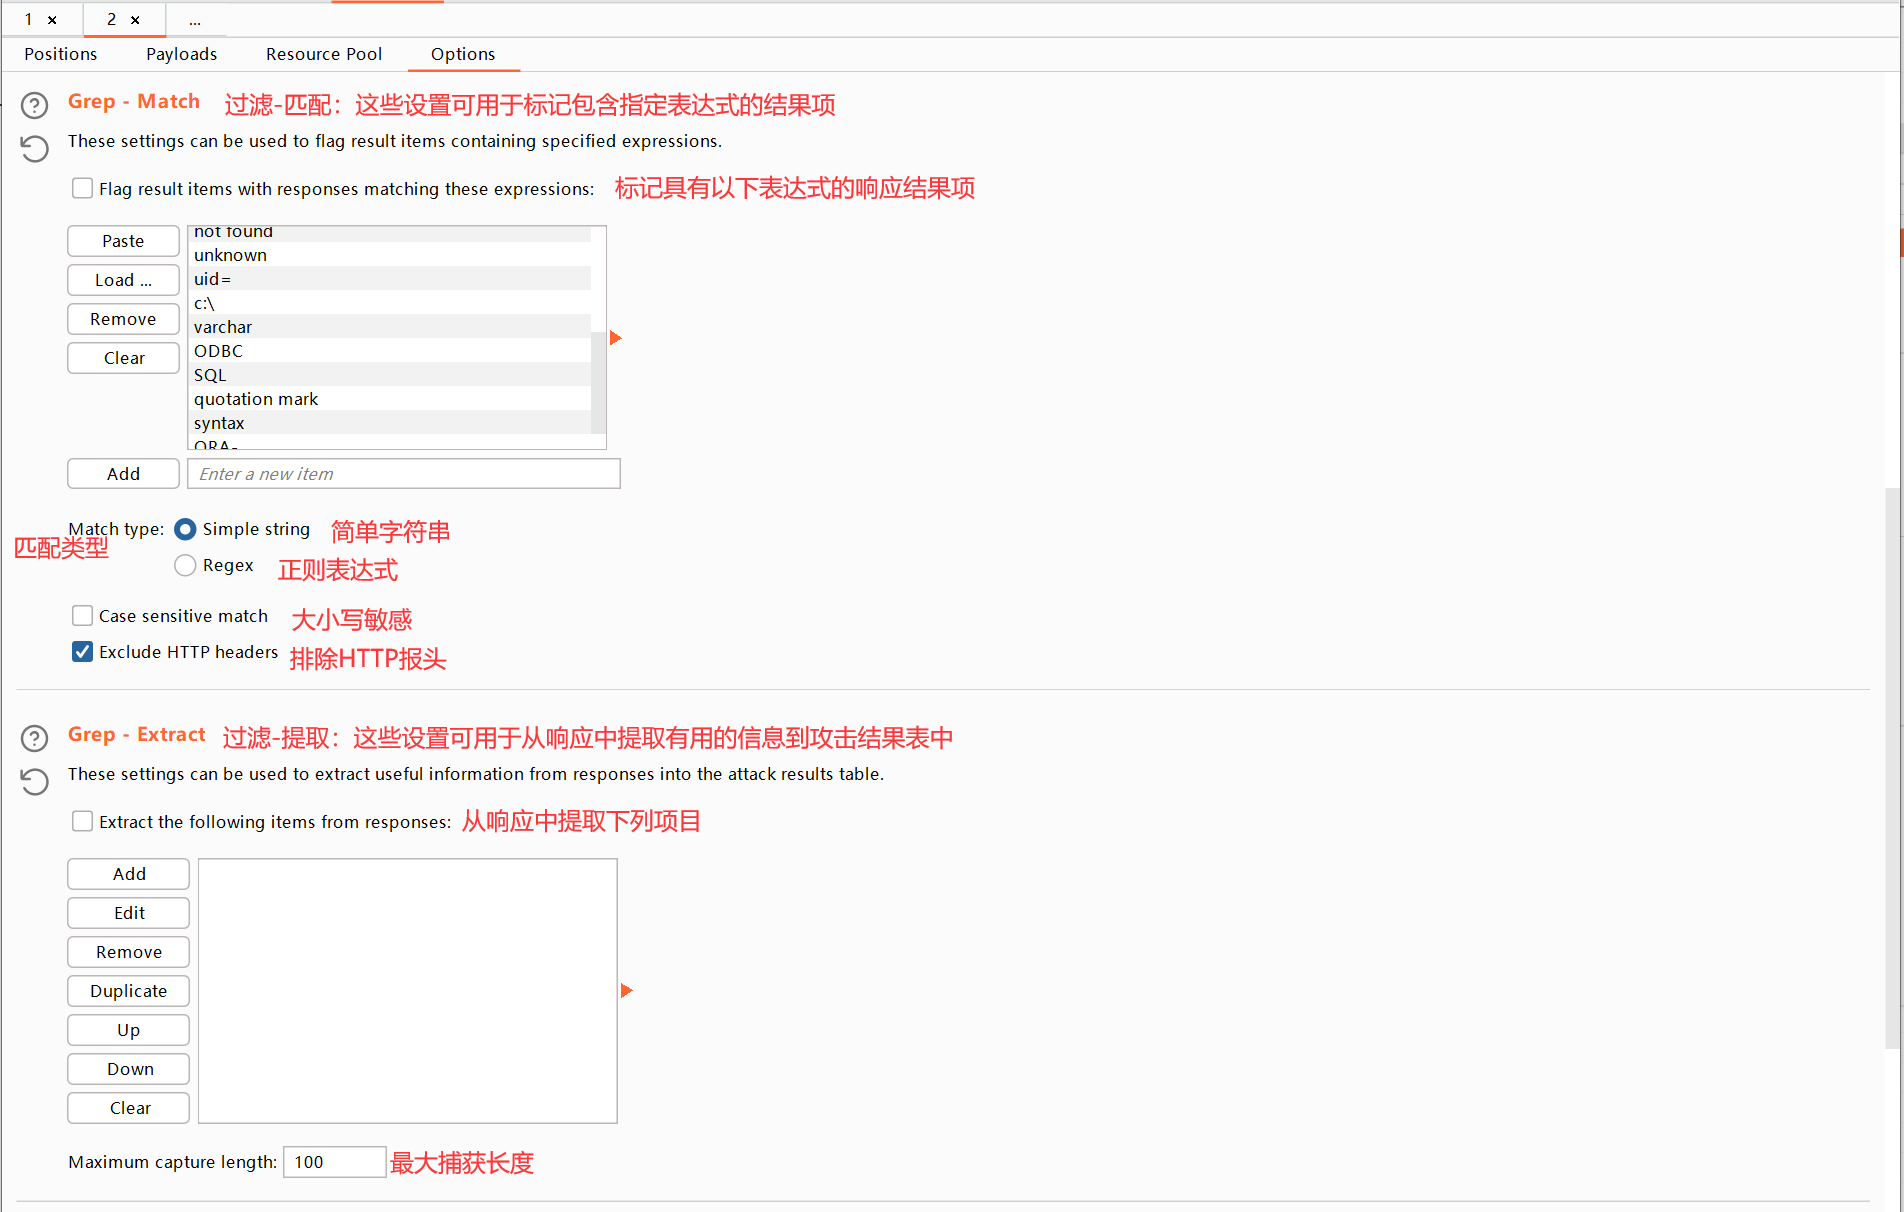 1 × 2 × ...
Positions Payloads Resource Pool Options
Grep - Match 过滤-匹配：这些设置可用于标记包含指定表达式的结果项
These settings can be used to flag result items containing specified expressions.
Flag result items with responses matching these expressions: 标记具有以下表达式的响应结果项
Paste
Load ...
Remove
Clear
not found
unknown
uid=
c:\
varchar
ODBC
SQL
quotation mark
syntax
ORA-
Add Enter a new item
Match type: Simple string 简单字符串
匹配类型
Regex 正则表达式
Case sensitive match 大小写敏感
Exclude HTTP headers 排除HTTP报头
Grep - Extract 过滤-提取：这些设置可用于从响应中提取有用的信息到攻击结果表中
These settings can be used to extract useful information from responses into the attack results table.
Extract the following items from responses: 从响应中提取下列项目
Add
Edit
Remove
Duplicate
Up
Down
Clear
Maximum capture length: 100 最大捕获长度